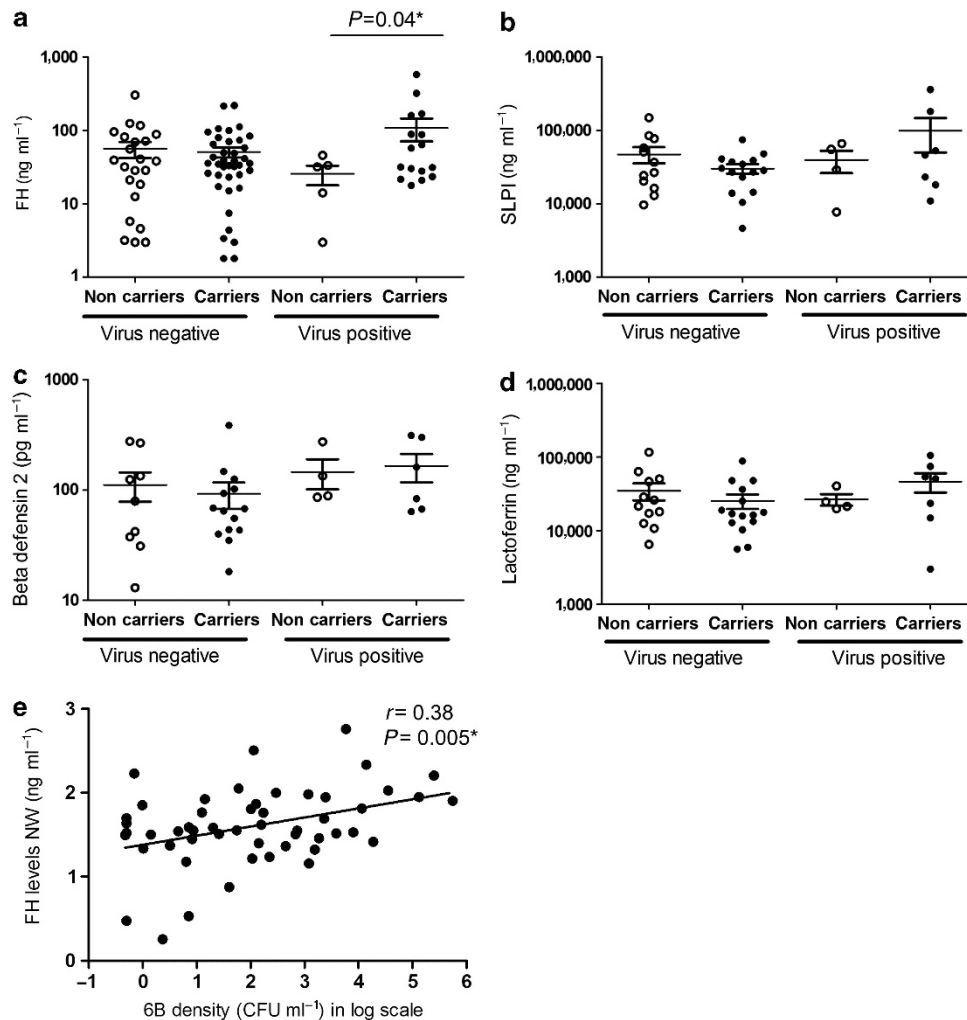 a
P=0.04*
1,000
100
10
1
FH (ng ml⁻¹)
Non carriers Carriers Non carriers Carriers
Virus negative Virus positive
b
1,000,000
100,000
10,000
1,000
SLPI (ng ml⁻¹)
Non carriers Carriers Non carriers Carriers
Virus negative Virus positive
c
1000
100
10
Beta defensin 2 (pg ml⁻¹)
Non carriers Carriers Non carriers Carriers
Virus negative Virus positive
d
1,000,000
100,000
10,000
1,000
Lactoferrin (ng ml⁻¹)
Non carriers Carriers Non carriers Carriers
Virus negative Virus positive
e
r= 0.38
P= 0.005*
3
2
1
0
FH levels NW (ng ml⁻¹)
−1 0 1 2 3 4 5 6
6B density (CFU ml⁻¹) in log scale